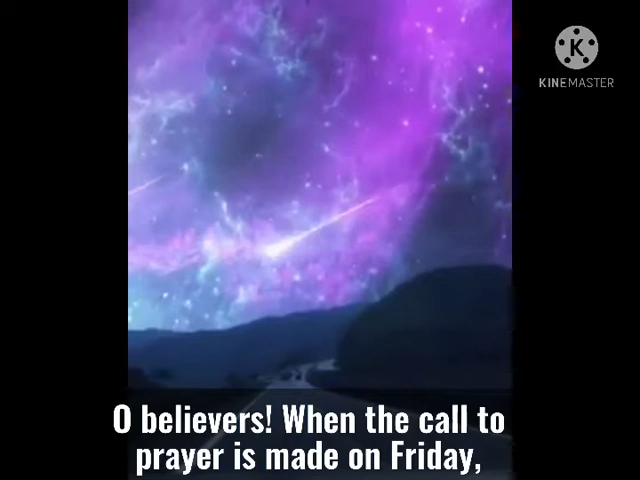 KINEMASTER
O believers! When the call to
prayer is made on Friday,